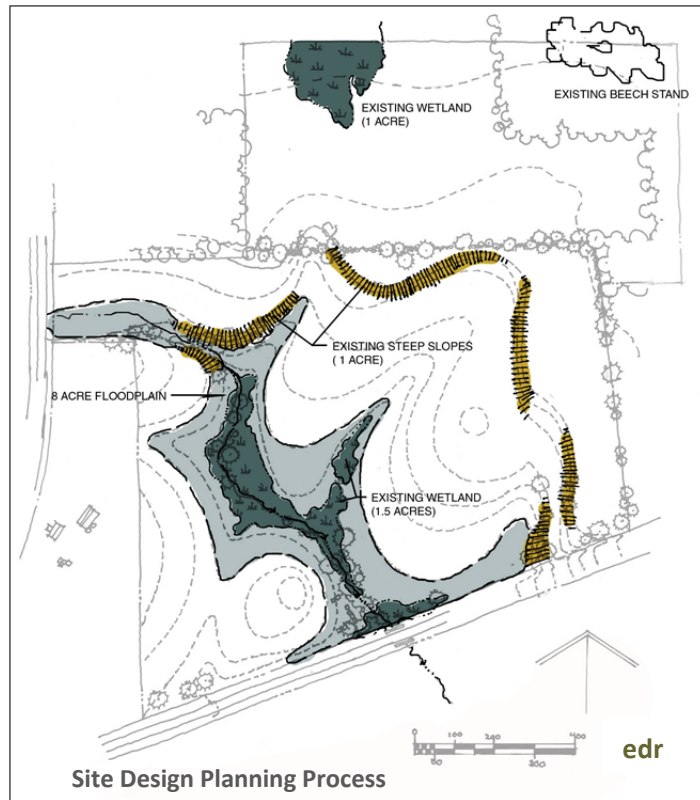 EXISTING WETLAND
(1 ACRE)
EXISTING BEECH STAND
EXISTING STEEP SLOPES
( 1 ACRE)
8 ACRE FLOODPLAIN
EXISTING WETLAND
(1.5 ACRES)
0 100 200 400
50 300
edr
Site Design Planning Process